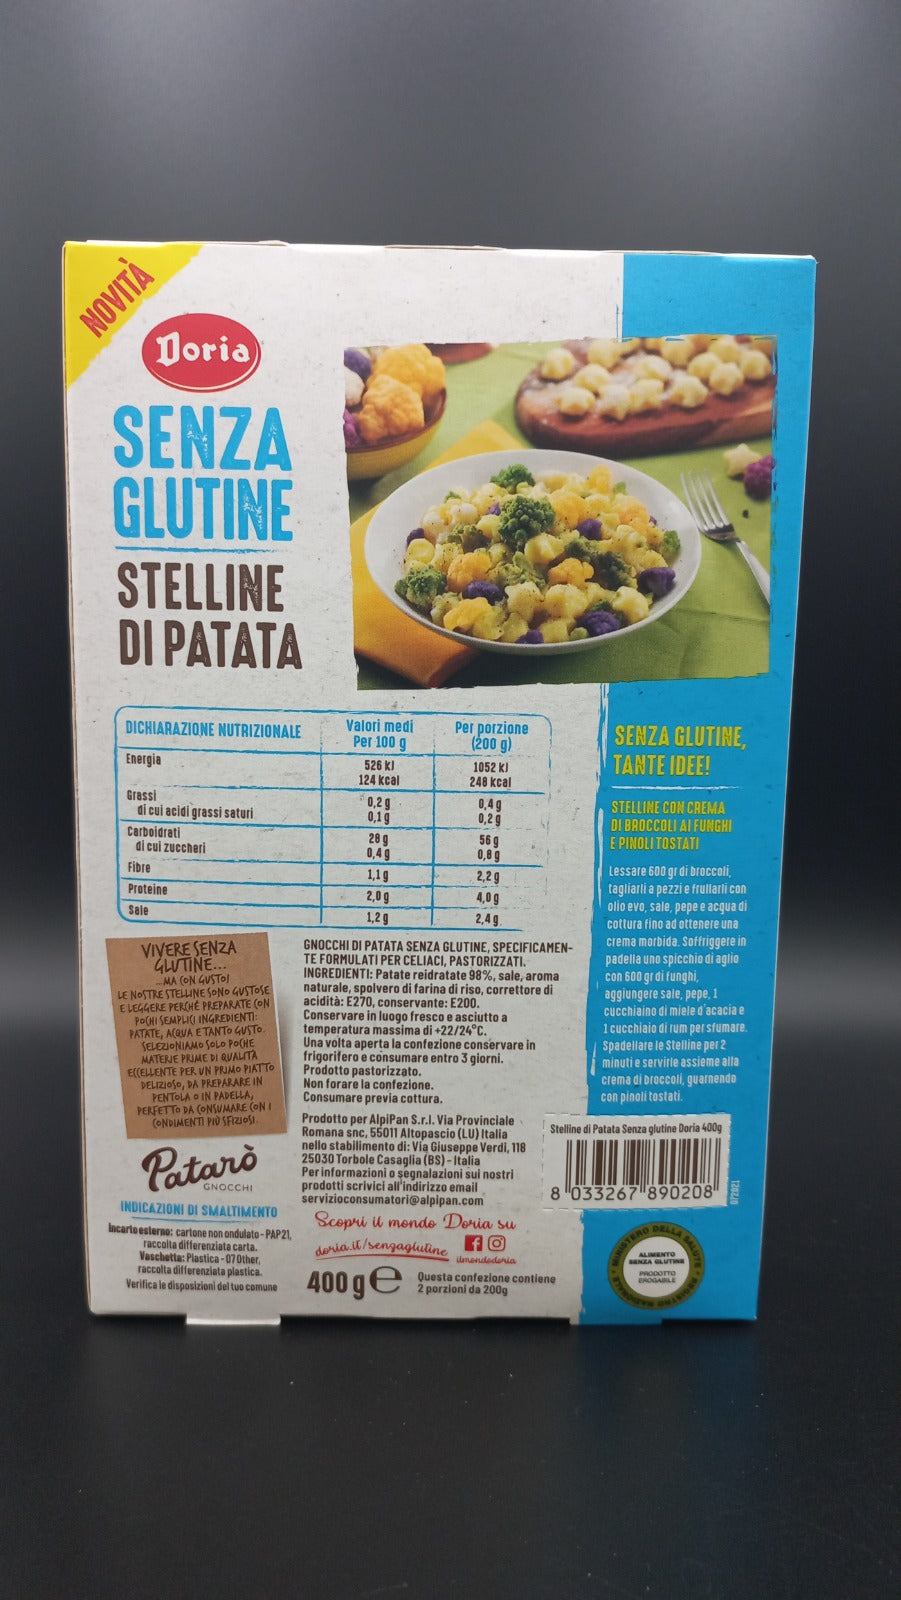 NOVITÀ
Doria
SENZA
GLUTINE
STELLINE
DI PATATA
DICHIARAZIONE NUTRIZIONALE
Valori medi
Per 100 g
Per porzione
(200 g)
Energia
526 kJ
124 kcal
1052 kJ
248 kcal
Grassi
di cui acidi grassi saturi
0,2 g
0,1 g
0,4 g
0,2 g
Carboidrati
di cui zuccheri
28 g
0,4 g
56 g
0,8 g
Fibre
1,1 g
2,2 g
Proteine
2,0 g
4,0 g
Sale
1,2 g
2,4 g
SENZA GLUTINE,
TANTE IDEE!
STELLINE CON CREMA
DI BROCCOLI AI FUNGHI
E PINOLI TOSTATI
Lessare 600 gr di broccoli,
tagliarli a pezzi e frullarli con
olio evo, sale, pepe e acqua di
cottura fino ad ottenere una
crema morbida. Soffriggere in
padella uno spicchio di aglio
con 600 gr di funghi,
aggiungere sale, pepe, 1
cucchiaino di miele d'acacia e
1 cucchiaio di rum per sfumare.
Spadellare le Stelline per 2
minuti e servirle assieme alla
crema di broccoli, guarnendo
con pinoli tostati.
VIVERE SENZA
GLUTINE...
...MA CON GUSTO!
LE NOSTRE STELLINE SONO GUSTOSE
E LEGGERE PERCHÉ PREPARATE CON
POCHI SEMPLICI INGREDIENTI:
PATATE, ACQUA E TANTO GUSTO.
SELEZIONIAMO SOLO POCHE
MATERIE PRIME DI QUALITÀ
ECCELLENTE PER UN PRIMO PIATTO
DELIZIOSO, DA PREPARARE IN
PENTOLA O IN PADELLA,
PERFETTO DA CONSUMARE CON I
CONDIMENTI PIÙ SFIZIOSI.
GNOCCHI DI PATATA SENZA GLUTINE, SPECIFICAMEN-
TE FORMULATI PER CELIACI, PASTORIZZATI.
INGREDIENTI: Patate reidratate 98%, sale, aroma
naturale, spolvero di farina di riso, correttore di
acidità: E270, conservante: E200.
Conservare in luogo fresco e asciutto a
temperatura massima di +22/24°C.
Una volta aperta la confezione conservare in
frigorifero e consumare entro 3 giorni.
Prodotto pastorizzato.
Non forare la confezione.
Consumare previa cottura.
Prodotto per AlpiPan S.r.l. Via Provinciale
Romana snc, 55011 Altopascio (LU) Italia
nello stabilimento di: Via Giuseppe Verdi, 118
25030 Torbole Casaglia (BS) - Italia
Per informazioni o segnalazioni sui nostri
prodotti scrivici all'indirizzo email
servizioconsumatori@alpipan.com
Patarò
GNOCCHI
INDICAZIONI DI SMALTIMENTO
Incarto esterno: cartone non ondulato - PAP 21,
raccolta differenziata carta.
Vaschetta: Plastica - 07 Other,
raccolta differenziata plastica.
Verifica le disposizioni del tuo comune
Scopri il mondo Doria su
doria.it/senzaglutine
ilmondodoria
400 g e
Questa confezione contiene
2 porzioni da 200g
Stelline di Patata Senza glutine Doria 400g
8 033267 890208
072021
MINISTERO DELLA SALUTE
REGISTRO NAZIONALE
ALIMENTO
SENZA GLUTINE
PRODOTTO
EROGABILE